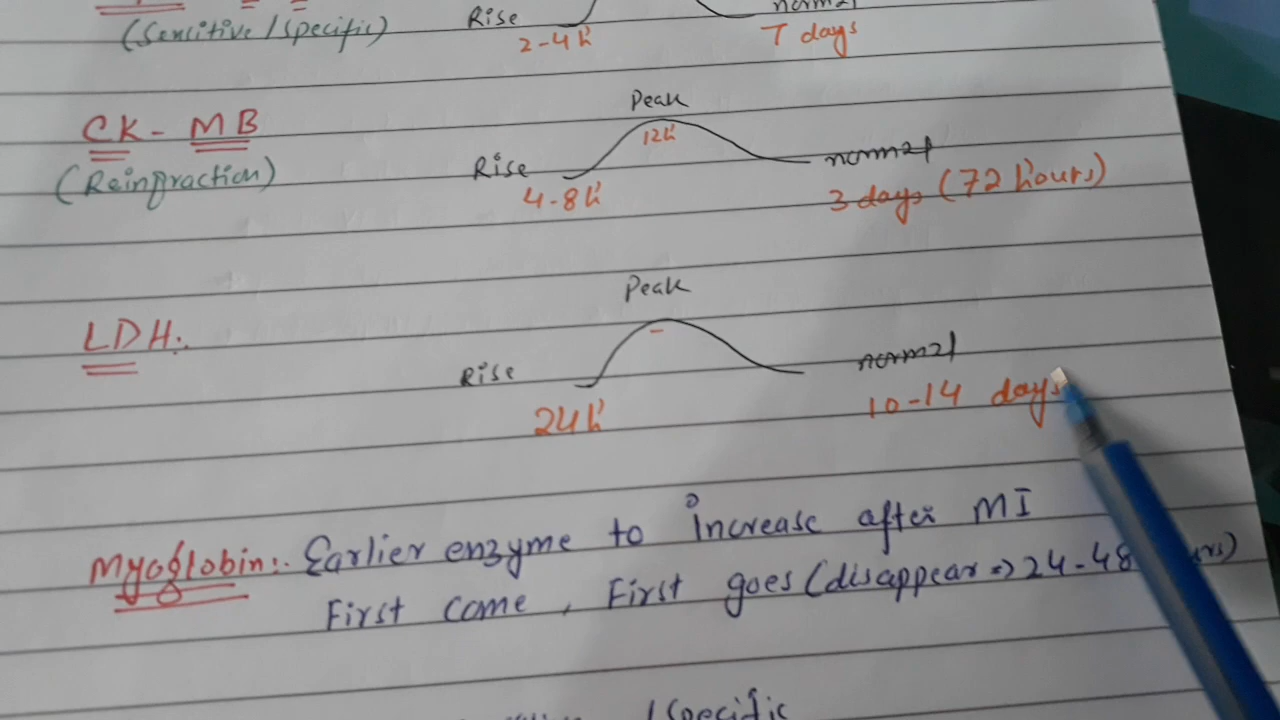 (Sensitive / specific) Rise normal
2-4h 7 days
Peak
CK- MB 12h
(Reinfraction) Rise normal
4-8h 3 days (72 hours)
Peak
LDH:. -
Rise normal
24h 10-14 days
Myoglobin:. Earlier enzyme to increase after MI
First come, First goes (disappear => 24-48
/ specific